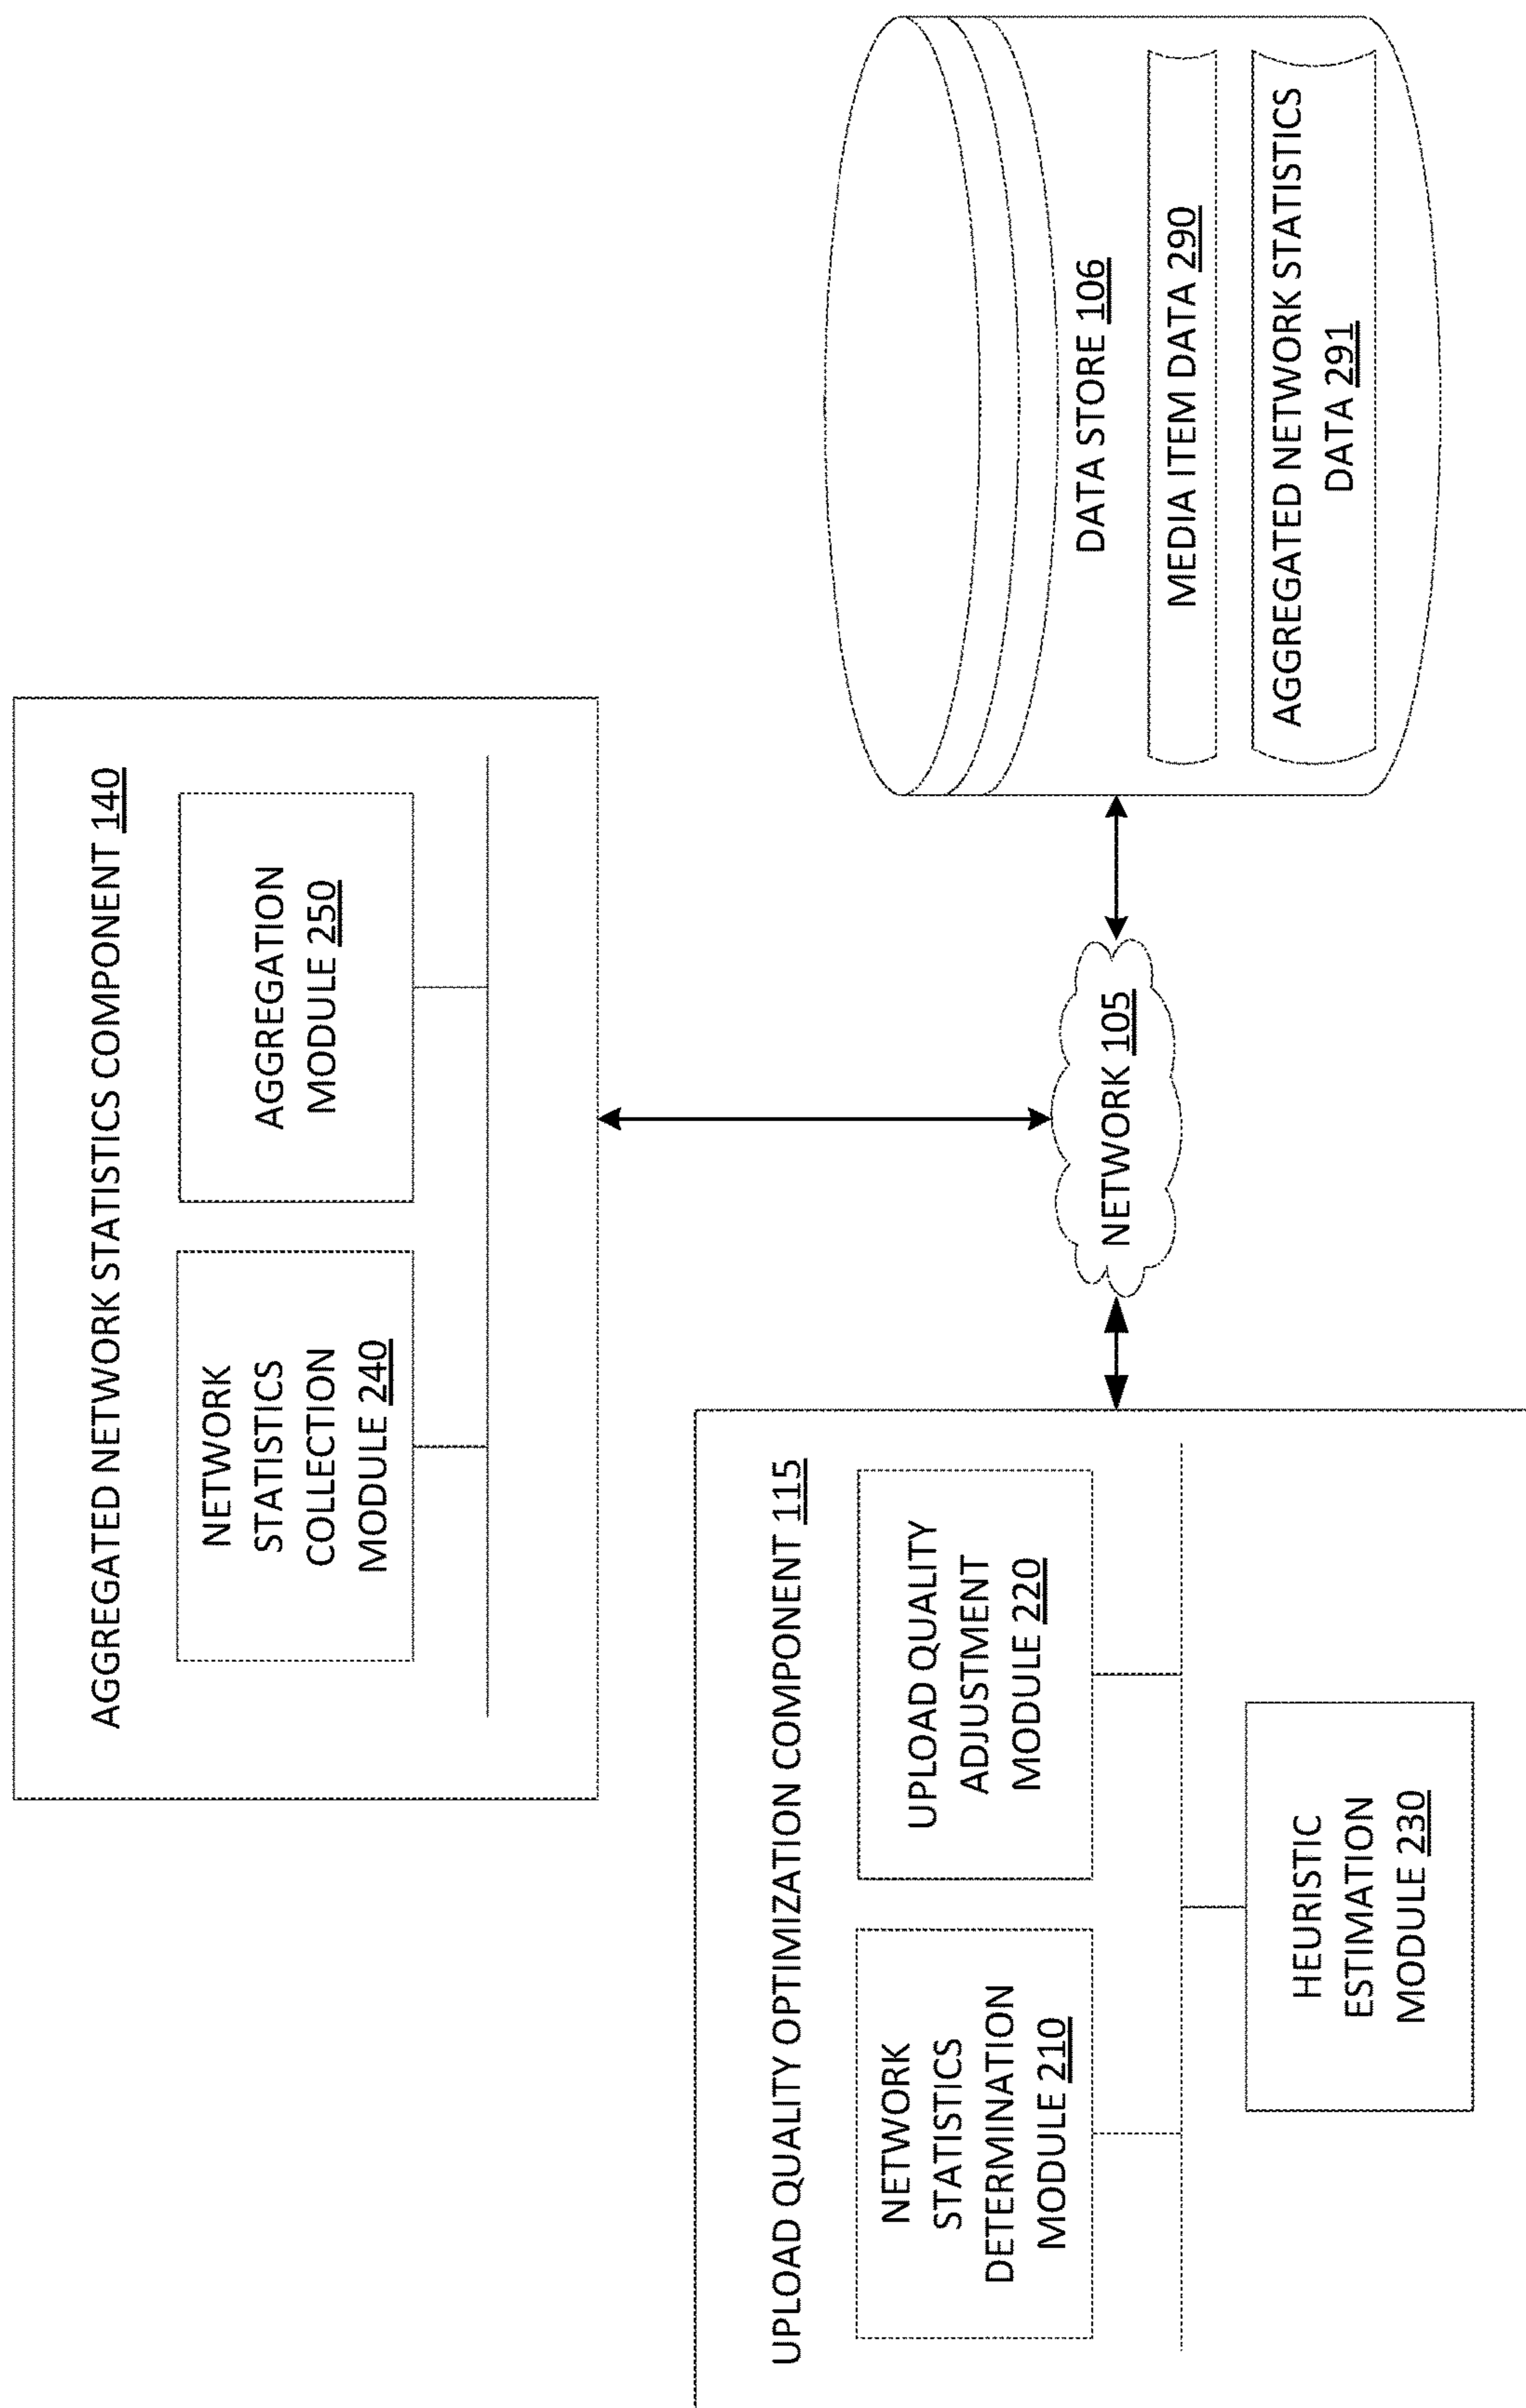 AGGREGATED NETWORK STATISTICS COMPONENT 140
NETWORK
STATISTICS
COLLECTION
MODULE 240
AGGREGATION
MODULE 250
UPLOAD QUALITY OPTIMIZATION COMPONENT 115
NETWORK
STATISTICS
DETERMINATION
MODULE 210
UPLOAD QUALITY
ADJUSTMENT
MODULE 220
HEURISTIC
ESTIMATION
MODULE 230
NETWORK 105
DATA STORE 106
MEDIA ITEM DATA 290
AGGREGATED NETWORK STATISTICS
DATA 291